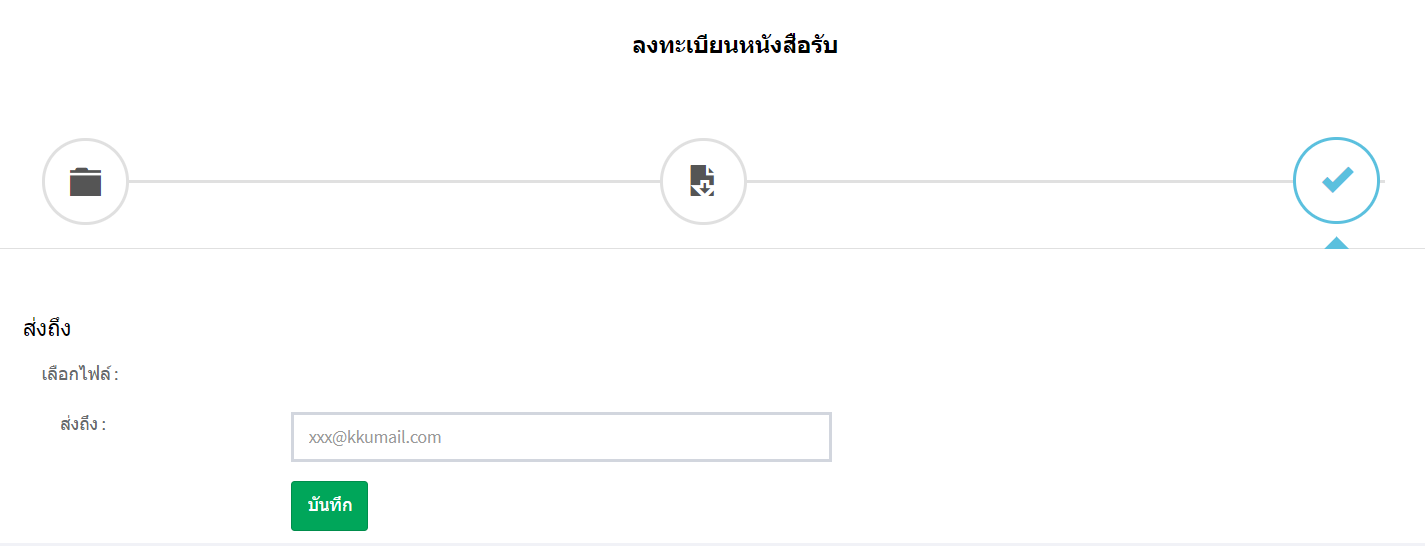 ลงทะเบียนหนังสือรับ
ส่งถึง
เลือกไฟล์ :
ส่งถึง :
xxx@kkumail.com
บันทึก